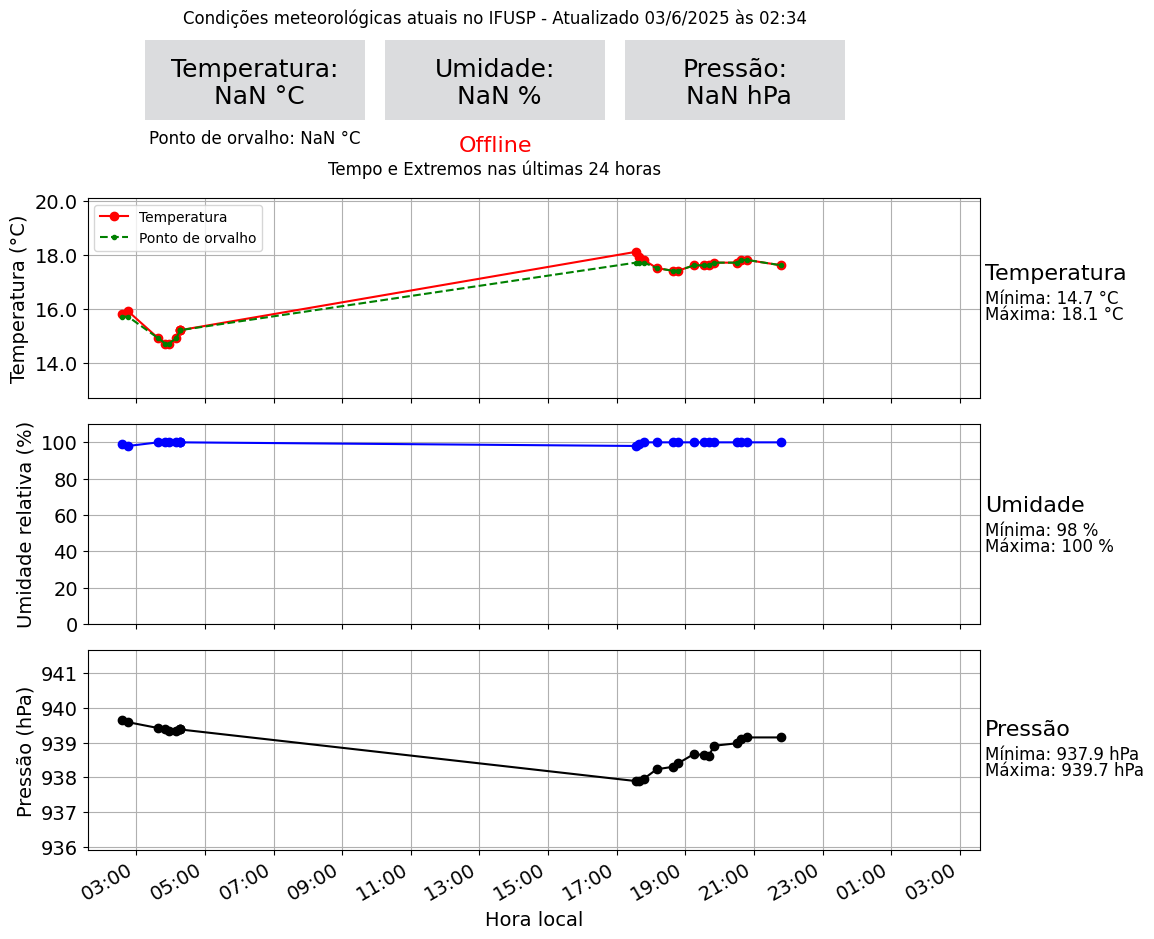 Condições meteorológicas atuais no IFUSP - Atualizado 03/6/2025 às 02:34
Temperatura:
NaN °C
Umidade:
NaN %
Pressão:
NaN hPa
Ponto de orvalho: NaN °C
Offline
Tempo e Extremos nas últimas 24 horas
Temperatura (°C)
20.0
18.0
16.0
14.0
Temperatura
Ponto de orvalho
Temperatura
Mínima: 14.7 °C
Máxima: 18.1 °C
Umidade relativa (%)
100
80
60
40
20
0
Umidade
Mínima: 98 %
Máxima: 100 %
Pressão (hPa)
941
940
939
938
937
936
Pressão
Mínima: 937.9 hPa
Máxima: 939.7 hPa
03:00 05:00 07:00 09:00 11:00 13:00 15:00 17:00 19:00 21:00 23:00 01:00 03:00
Hora local